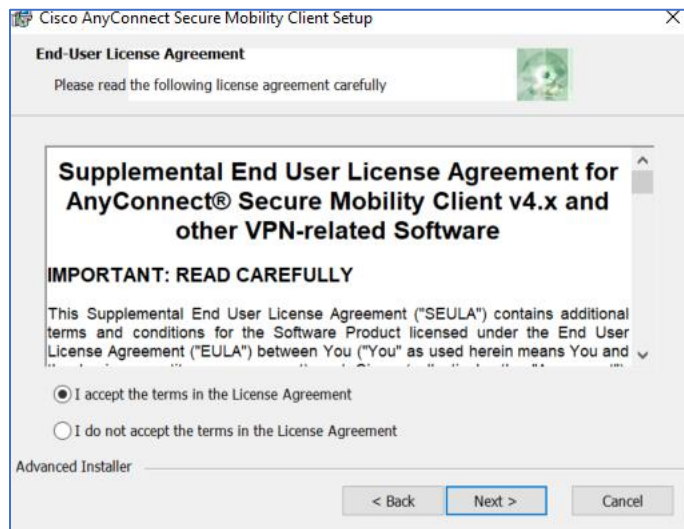 Cisco AnyConnect Secure Mobility Client Setup
End-User License Agreement
Please read the following license agreement carefully
Supplemental End User License Agreement for
AnyConnect® Secure Mobility Client v4.x and
other VPN-related Software
IMPORTANT: READ CAREFULLY
This Supplemental End User License Agreement ("SEULA") contains additional
terms and conditions for the Software Product licensed under the End User
License Agreement ("EULA") between You ("You" as used herein means You and
I accept the terms in the License Agreement
I do not accept the terms in the License Agreement
Advanced Installer
< Back
Next >
Cancel